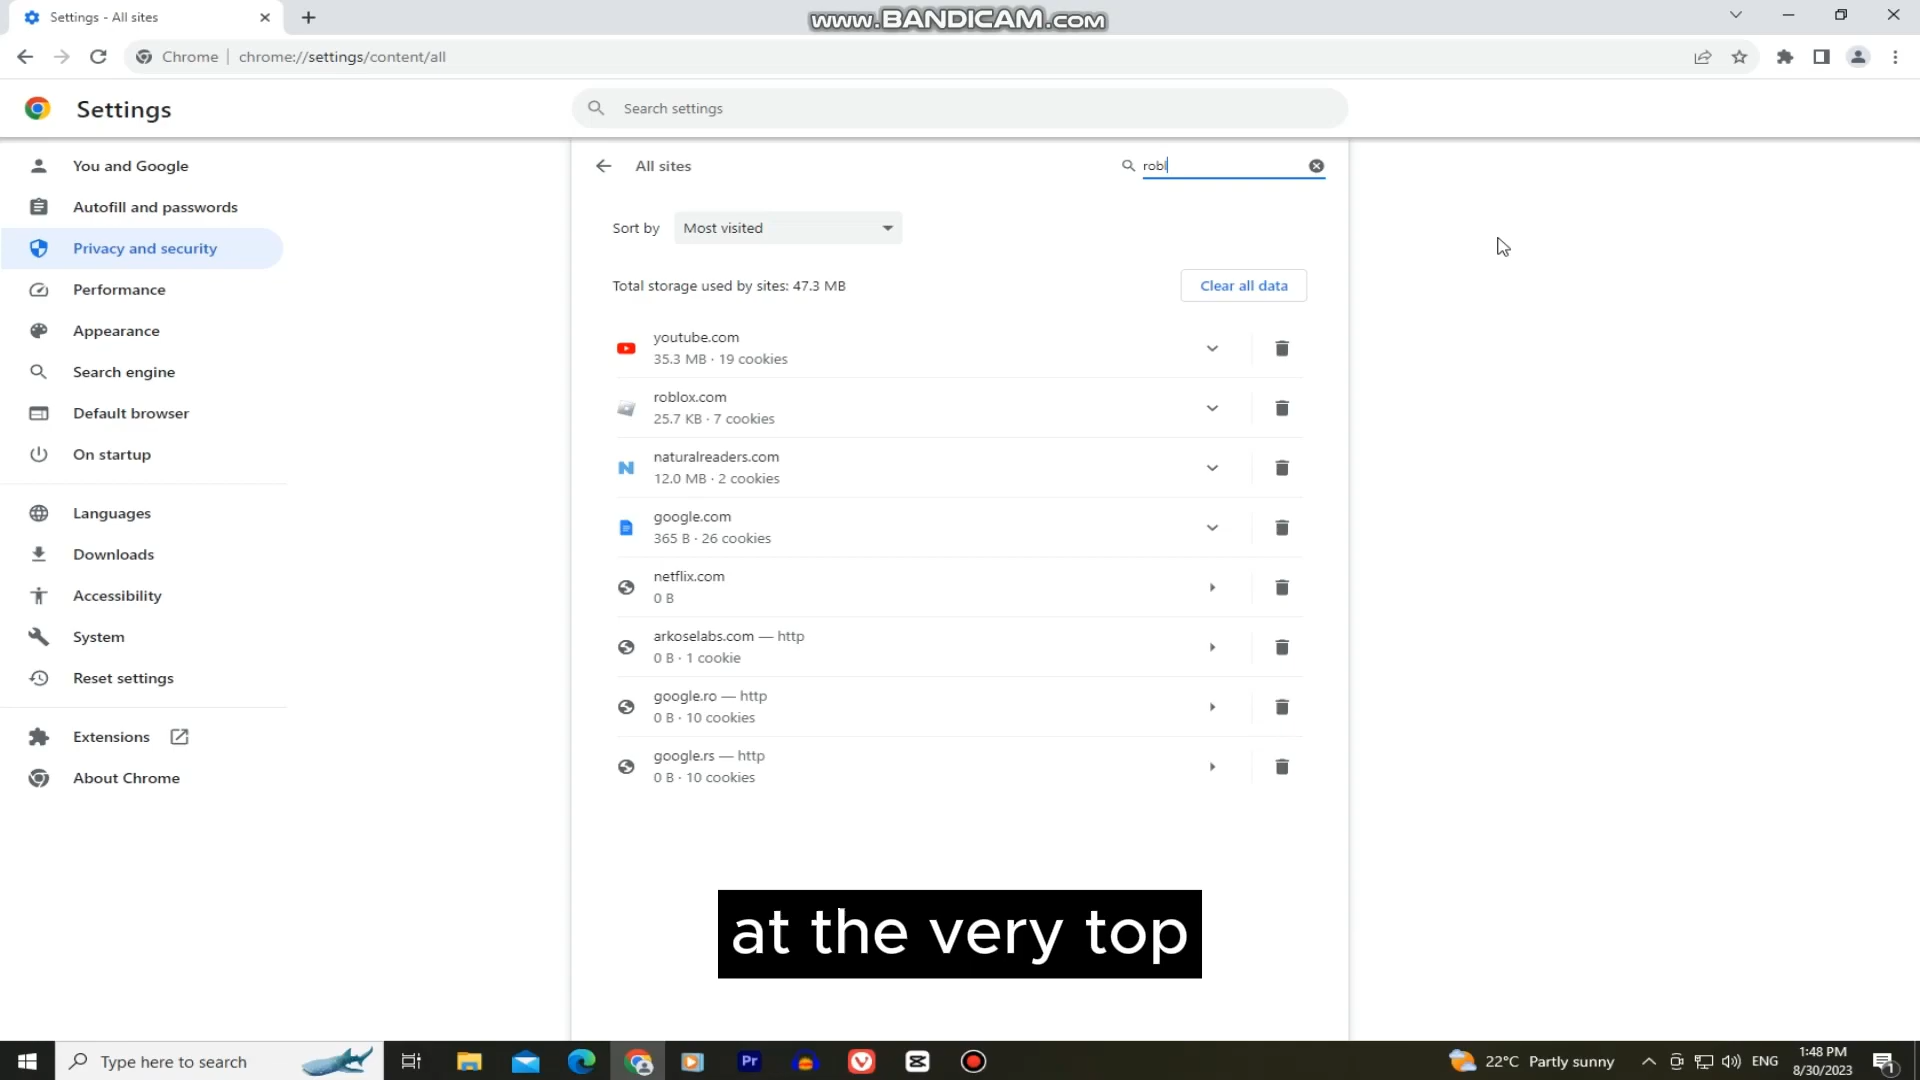 Settings - All sites
www.BANDICAM.com
Chrome | chrome://settings/content/all
Settings
Search settings
You and Google
Autofill and passwords
Privacy and security
Performance
Appearance
Search engine
Default browser
On startup
Languages
Downloads
Accessibility
System
Reset settings
Extensions
About Chrome
All sites
robl
Sort by Most visited
Total storage used by sites: 47.3 MB
Clear all data
youtube.com
35.3 MB · 19 cookies
roblox.com
25.7 KB · 7 cookies
naturalreaders.com
12.0 MB · 2 cookies
google.com
365 B · 26 cookies
netflix.com
0 B
arkoselabs.com — http
0 B · 1 cookie
google.ro — http
0 B · 10 cookies
google.rs — http
0 B · 10 cookies
at the very top
Type here to search
Pr
22°C Partly sunny
ENG
1:48 PM
8/30/2023
1